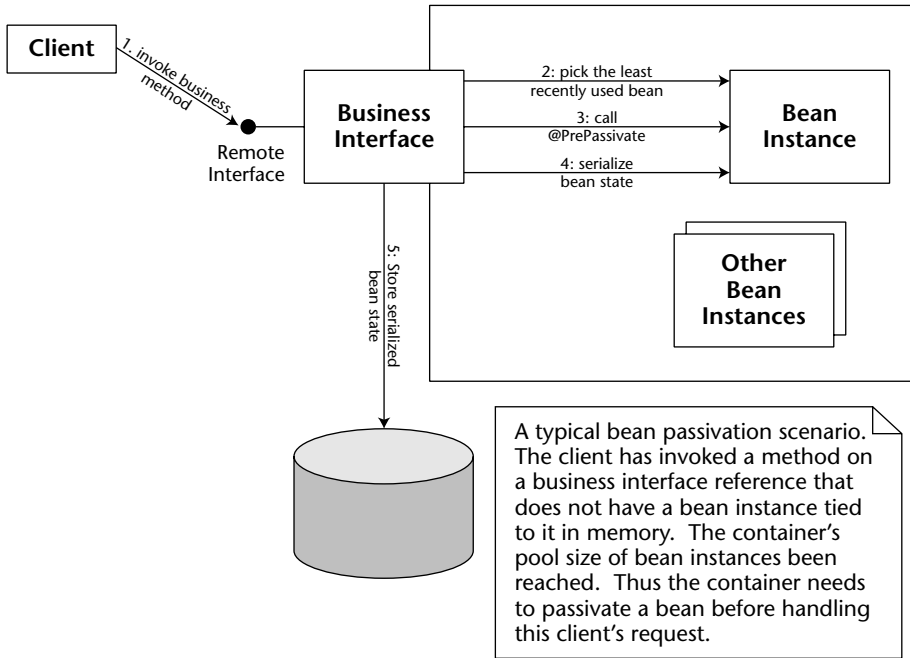 Client
1. invoke business
method
Remote
Interface
Business
Interface
2: pick the least
recently used bean
3: call
@PrePassivate
4: serialize
bean state
Bean
Instance
5: Store serialized
bean state
Other
Bean
Instances
A typical bean passivation scenario.
The client has invoked a method on
a business interface reference that
does not have a bean instance tied
to it in memory. The container’s
pool size of bean instances been
reached. Thus the container needs
to passivate a bean before handling
this client’s request.